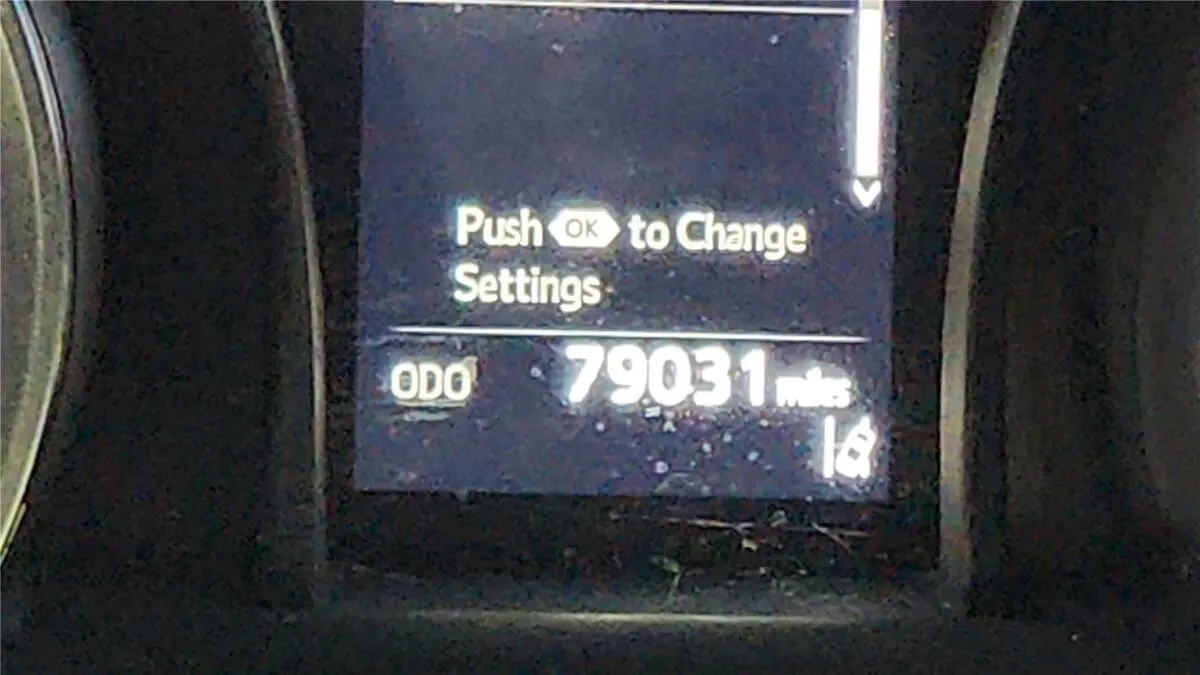 Push OK to Change
Settings
ODO 79031 miles